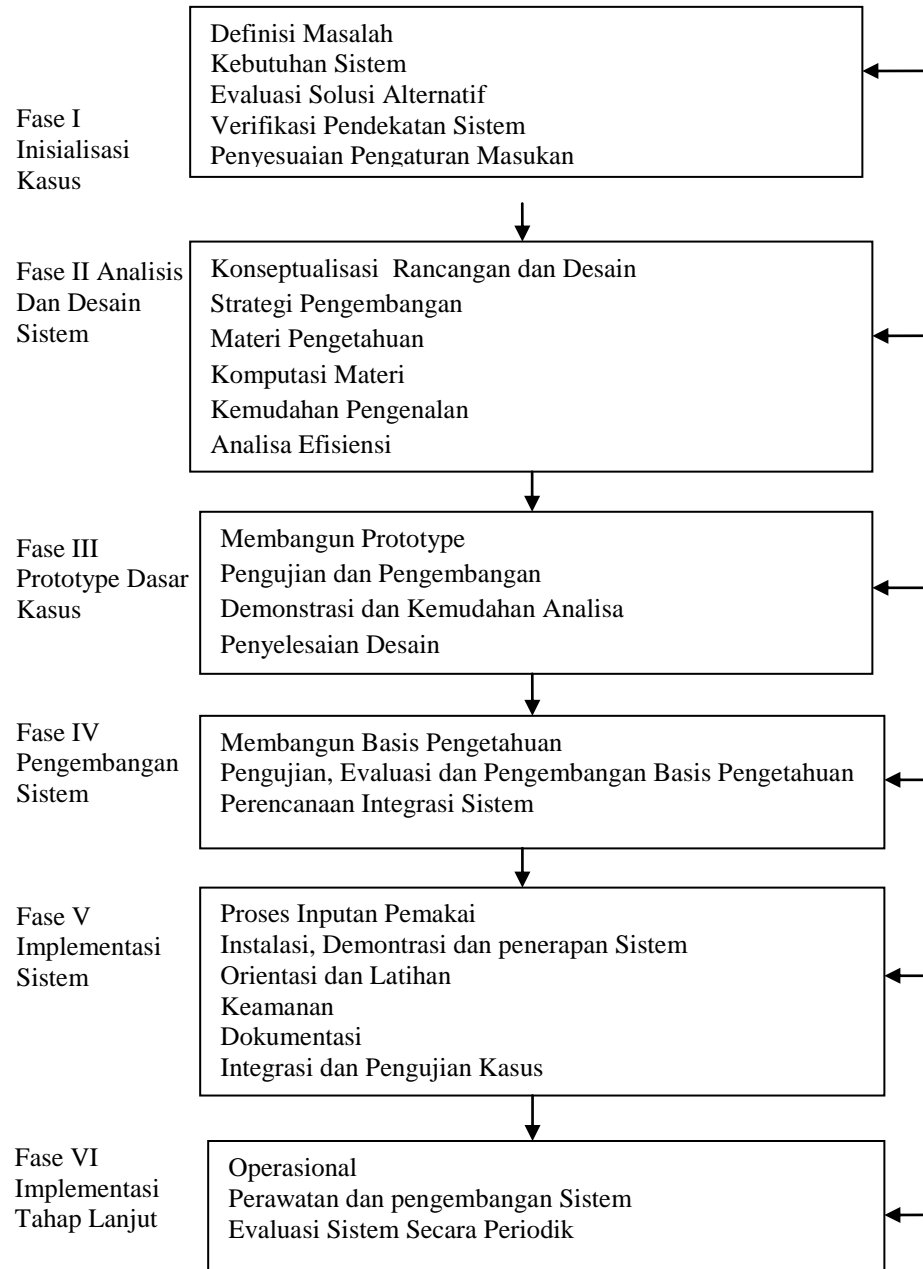 Fase I
Inisialisasi
Kasus
Definisi Masalah
Kebutuhan Sistem
Evaluasi Solusi Alternatif
Verifikasi Pendekatan Sistem
Penyesuaian Pengaturan Masukan
Fase II Analisis
Dan Desain
Sistem
Konseptualisasi  Rancangan dan Desain
Strategi Pengembangan
Materi Pengetahuan
Komputasi Materi
Kemudahan Pengenalan
Analisa Efisiensi
Fase III
Prototype Dasar
Kasus
Membangun Prototype
Pengujian dan Pengembangan
Demonstrasi dan Kemudahan Analisa
Penyelesaian Desain
Fase IV
Pengembangan
Sistem
Membangun Basis Pengetahuan
Pengujian, Evaluasi dan Pengembangan Basis Pengetahuan
Perencanaan Integrasi Sistem
Fase V
Implementasi
Sistem
Proses Inputan Pemakai
Instalasi, Demontrasi dan penerapan Sistem
Orientasi dan Latihan
Keamanan
Dokumentasi
Integrasi dan Pengujian Kasus
Fase VI
Implementasi
Tahap Lanjut
Operasional
Perawatan dan pengembangan Sistem
Evaluasi Sistem Secara Periodik